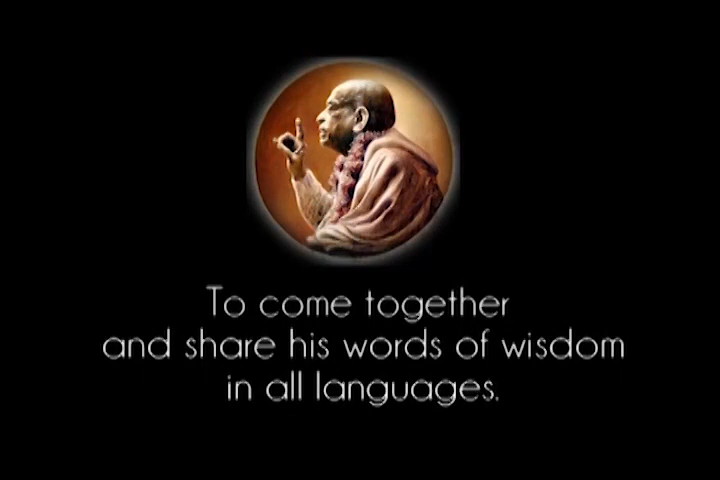 To come together
and share his words of wisdom
in all languages.